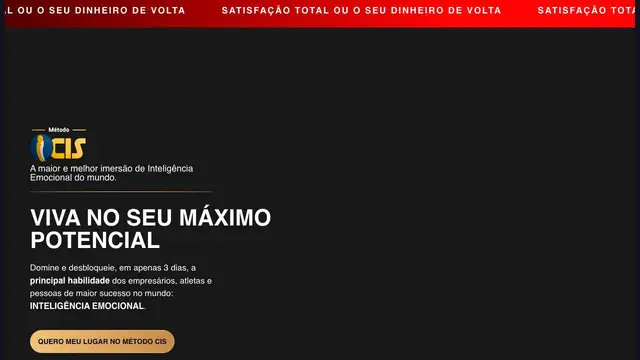 AL OU O SEU DINHEIRO DE VOLTA SATISFAÇÃO TOTAL OU O SEU DINHEIRO DE VOLTA SATISFAÇÃO TOTA
Método
CIS
A maior e melhor imersão de Inteligência
Emocional do mundo.
VIVA NO SEU MÁXIMO
POTENCIAL
Domine e desbloqueie, em apenas 3 dias, a
principal habilidade dos empresários, atletas e
pessoas de maior sucesso no mundo:
INTELIGÊNCIA EMOCIONAL.
QUERO MEU LUGAR NO MÉTODO CIS